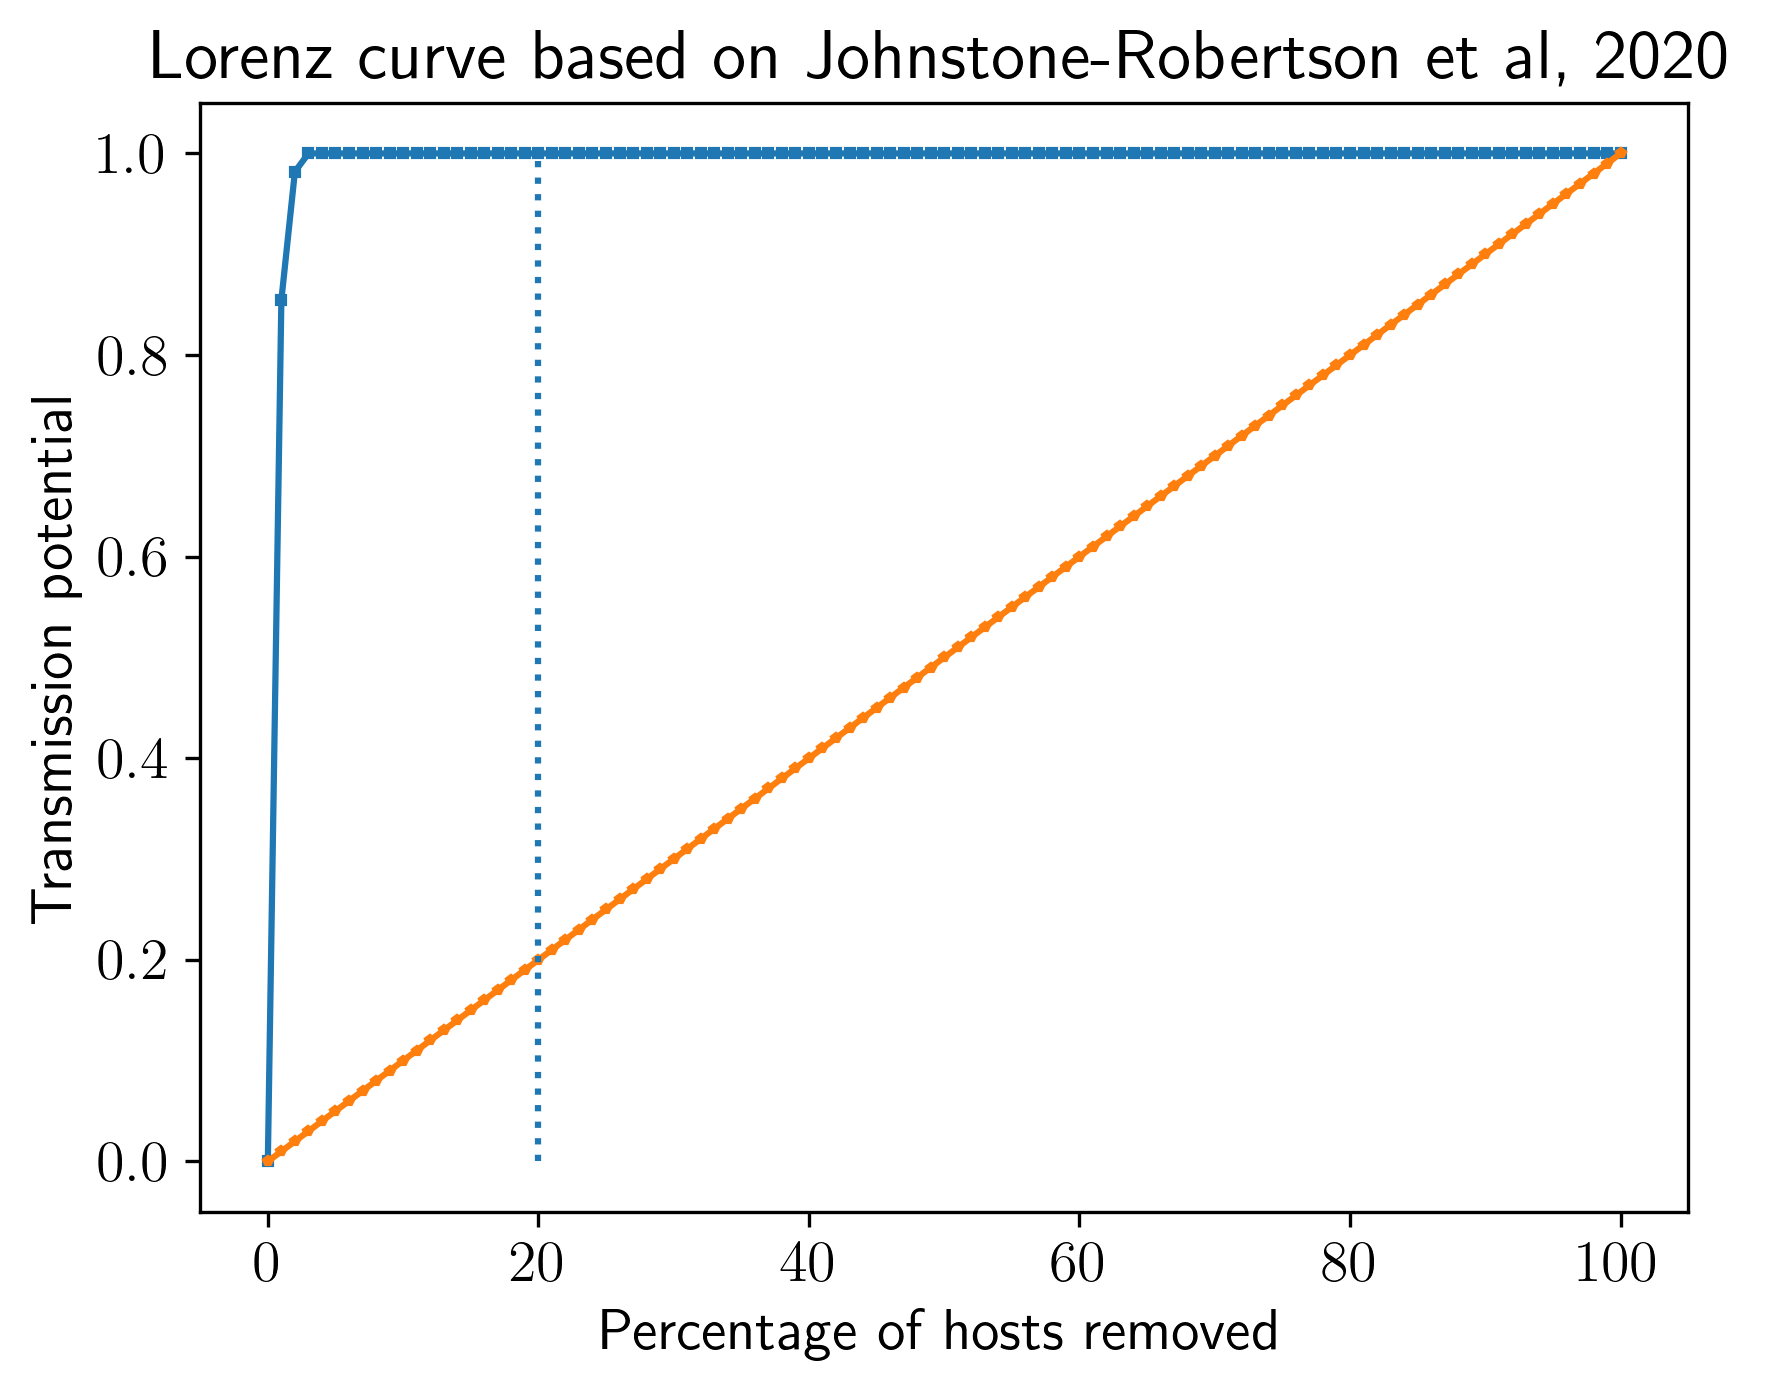 Lorenz curve based on Johnstone-Robertson et al, 2020
1.0
0.8
0.6
0.4
0.2
0.0
Transmission potential
0 20 40 60 80 100
Percentage of hosts removed